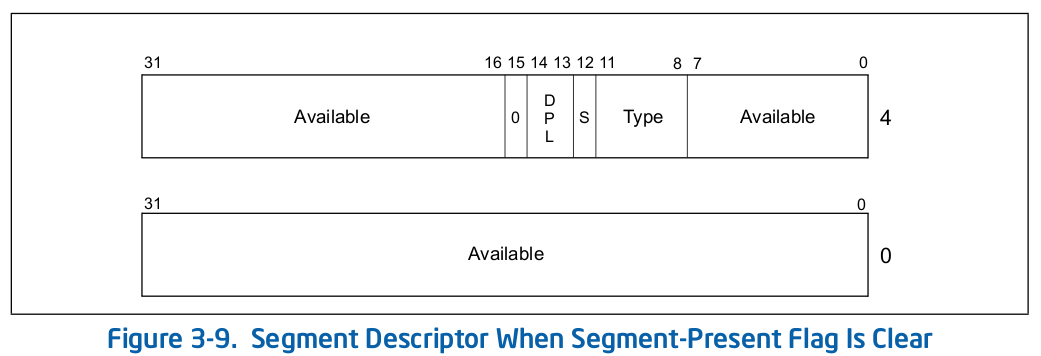 31 16 15 14 13 12 11 8 7 0
Available 0 DPL S Type Available 4
31 0
Available 0
Figure 3-9. Segment Descriptor When Segment-Present Flag Is Clear